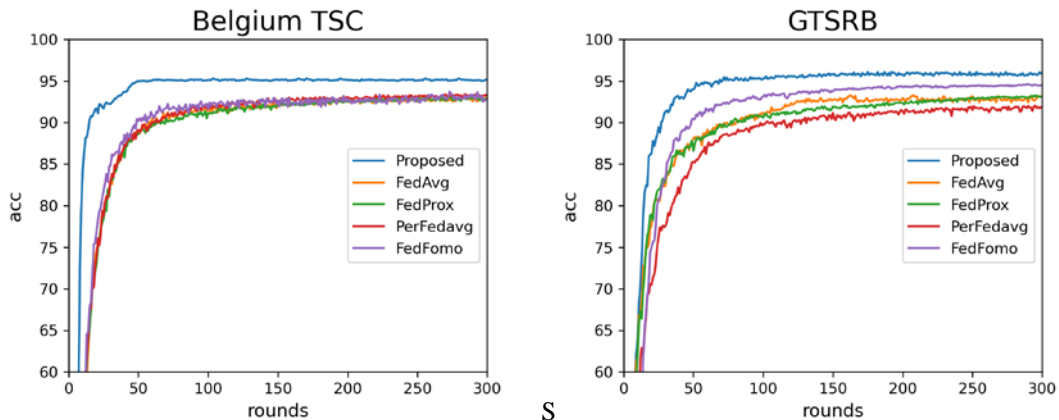 Belgium TSC
100
95
90
85
80
75
70
65
60
acc
Proposed
FedAvg
FedProx
PerFedavg
FedFomo
0 50 100 150 200 250 300
rounds
GTSRB
100
95
90
85
80
75
70
65
60
acc
Proposed
FedAvg
FedProx
PerFedavg
FedFomo
0 50 100 150 200 250 300
rounds
S